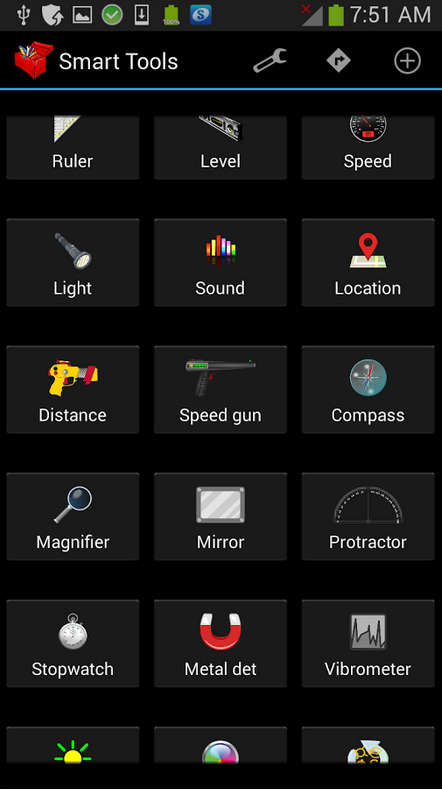 100%
7:51 AM
Smart Tools
Ruler
Level
Speed
Light
Sound
Location
Distance
Speed gun
Compass
Magnifier
Mirror
Protractor
Stopwatch
Metal det
Vibrometer